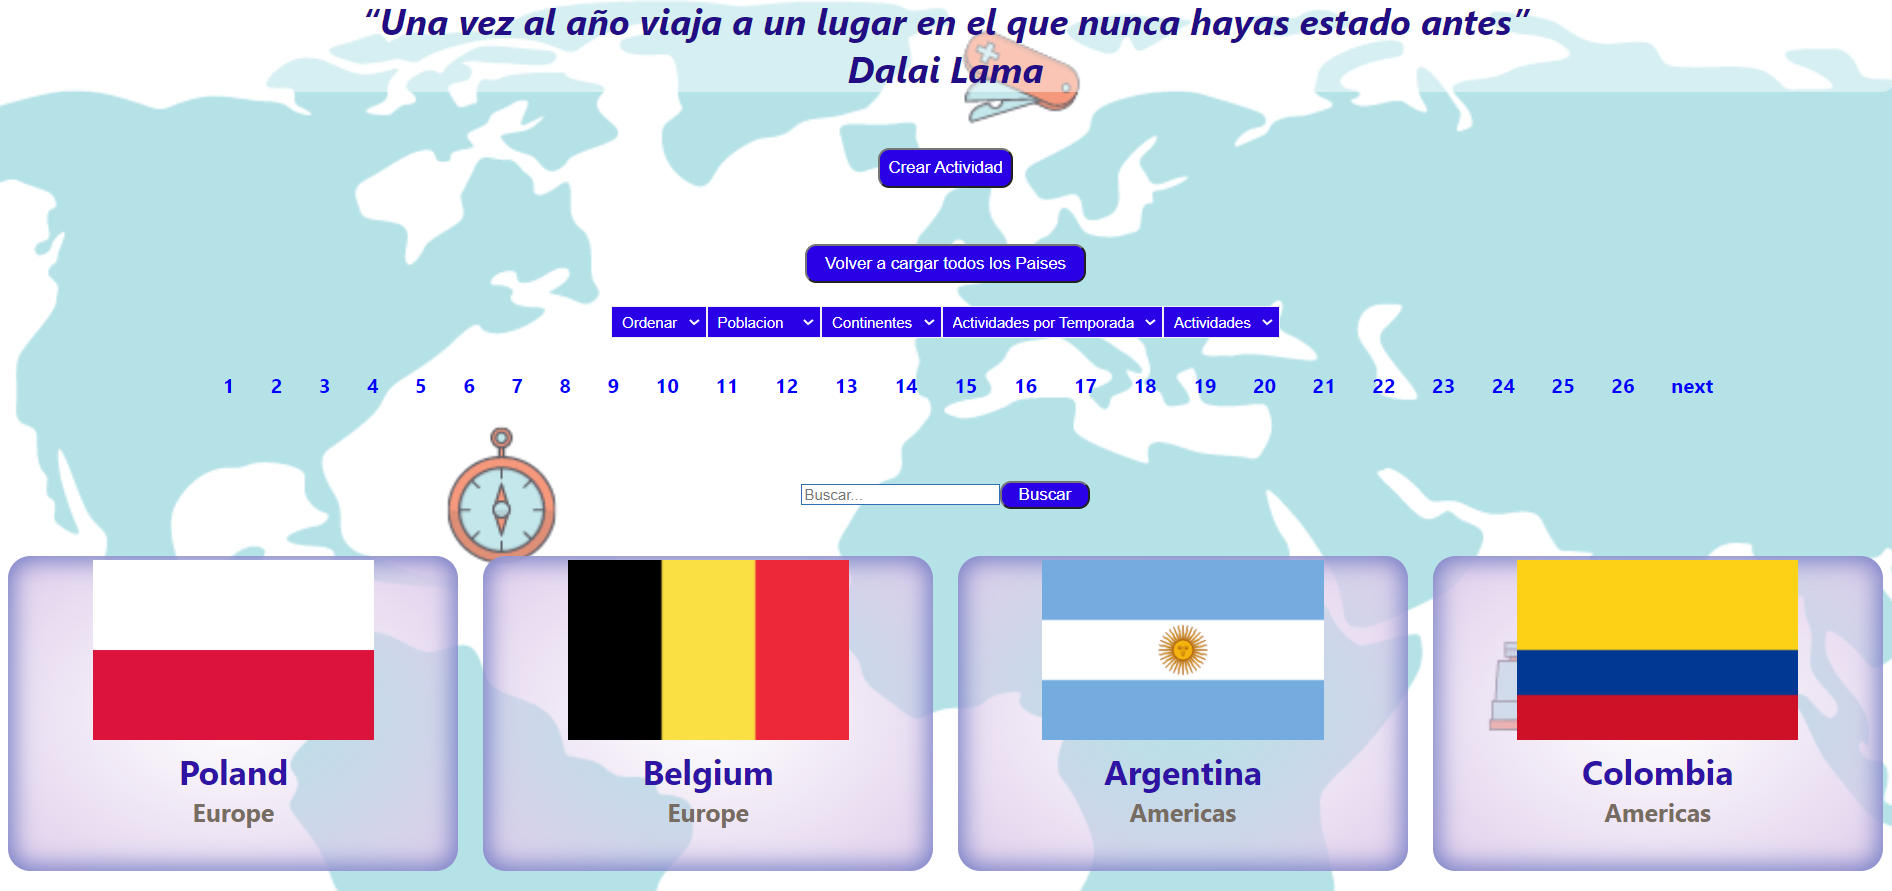 “Una vez al año viaja a un lugar en el que nunca hayas estado antes”
Dalai Lama
Crear Actividad
Volver a cargar todos los Paises
Ordenar Poblacion Continentes Actividades por Temporada Actividades
1 2 3 4 5 6 7 8 9 10 11 12 13 14 15 16 17 18 19 20 21 22 23 24 25 26 next
Buscar... Buscar
Poland Belgium Argentina Colombia
Europe Europe Americas Americas